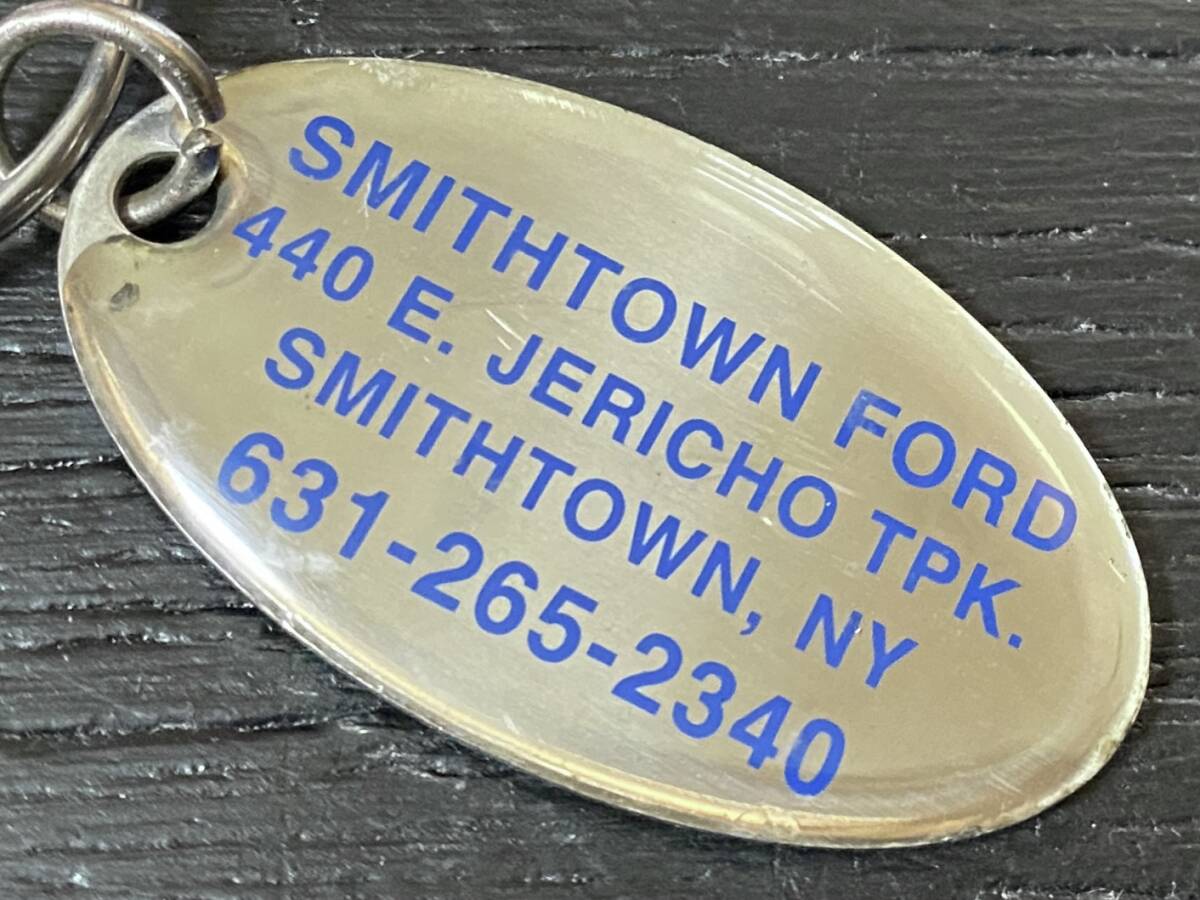 SMITHTOWN FORD
440 E. JERICHO TPK.
SMITHTOWN, NY
631-265-2340